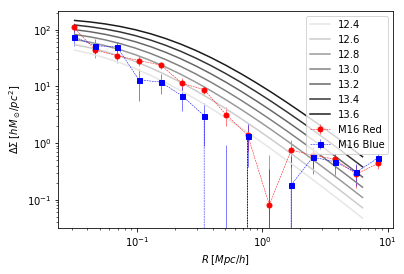 12.4
12.6
12.8
13.0
13.2
13.4
13.6
M16 Red
M16 Blue
ΔΣ [hM⊙/pc²]
10²
10¹
10⁰
10⁻¹
10⁻¹ 10⁰ 10¹
R [Mpc/h]